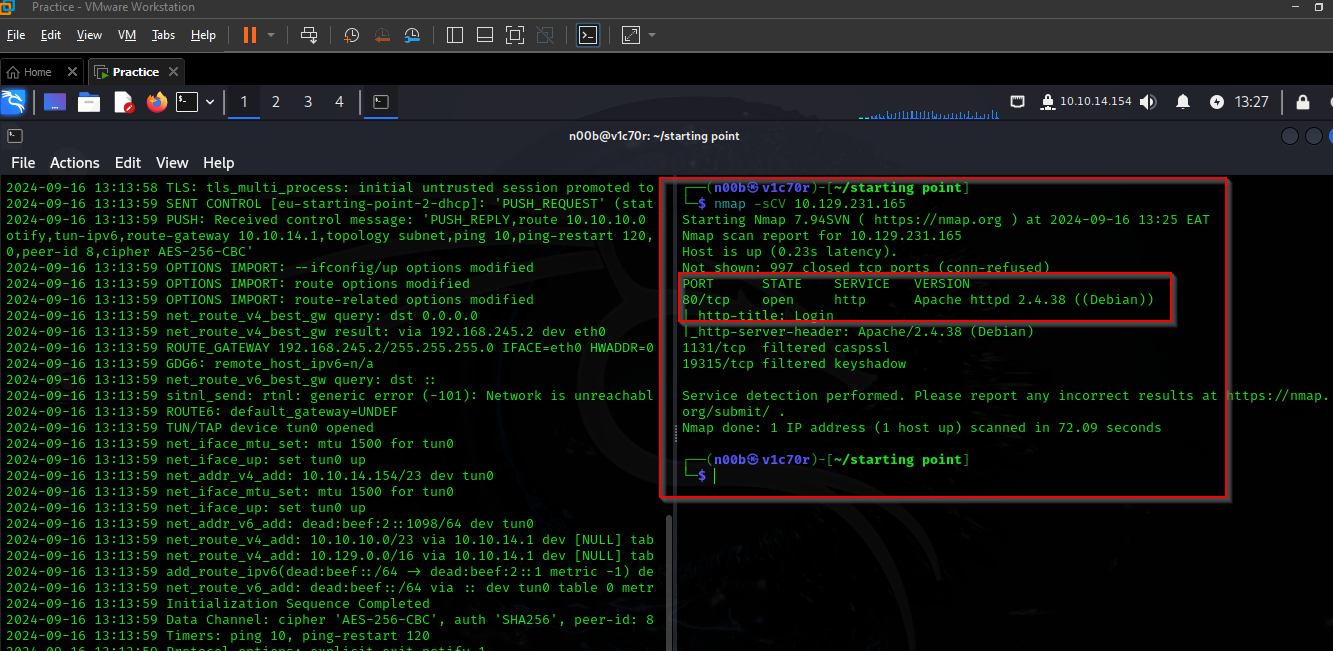 Practice - VMware Workstation
File Edit View VM Tabs Help
Home Practice
1 2 3 4 10.10.14.154 13:27
n00b@v1c70r: ~/starting point
File Actions Edit View Help
2024-09-16 13:13:58 TLS: tls_multi_process: initial untrusted session promoted to
2024-09-16 13:13:59 SENT CONTROL [eu-starting-point-2-dhcp]: 'PUSH_REQUEST' (stat
2024-09-16 13:13:59 PUSH: Received control message: 'PUSH_REPLY,route 10.10.10.0
otify,tun-ipv6,route-gateway 10.10.14.1,topology subnet,ping 10,ping-restart 120,
0,peer-id 8,cipher AES-256-CBC'
2024-09-16 13:13:59 OPTIONS IMPORT: --ifconfig/up options modified
2024-09-16 13:13:59 OPTIONS IMPORT: route options modified
2024-09-16 13:13:59 OPTIONS IMPORT: route-related options modified
2024-09-16 13:13:59 net_route_v4_best_gw query: dst 0.0.0.0
2024-09-16 13:13:59 net_route_v4_best_gw result: via 192.168.245.2 dev eth0
2024-09-16 13:13:59 ROUTE_GATEWAY 192.168.245.2/255.255.255.0 IFACE=eth0 HWADDR=0
2024-09-16 13:13:59 GDG6: remote_host_ipv6=n/a
2024-09-16 13:13:59 net_route_v6_best_gw query: dst ::
2024-09-16 13:13:59 sitnl_send: rtnl: generic error (-101): Network is unreachabl
2024-09-16 13:13:59 ROUTE6: default_gateway=UNDEF
2024-09-16 13:13:59 TUN/TAP device tun0 opened
2024-09-16 13:13:59 net_iface_mtu_set: mtu 1500 for tun0
2024-09-16 13:13:59 net_iface_up: set tun0 up
2024-09-16 13:13:59 net_addr_v4_add: 10.10.14.154/23 dev tun0
2024-09-16 13:13:59 net_iface_mtu_set: mtu 1500 for tun0
2024-09-16 13:13:59 net_iface_up: set tun0 up
2024-09-16 13:13:59 net_addr_v6_add: dead:beef:2::1098/64 dev tun0
2024-09-16 13:13:59 net_route_v4_add: 10.10.10.0/23 via 10.10.14.1 dev [NULL] tab
2024-09-16 13:13:59 net_route_v4_add: 10.129.0.0/16 via 10.10.14.1 dev [NULL] tab
2024-09-16 13:13:59 add_route_ipv6(dead:beef::/64 -> dead:beef:2::1 metric -1) de
2024-09-16 13:13:59 net_route_v6_add: dead:beef::/64 via :: dev tun0 table 0 metr
2024-09-16 13:13:59 Initialization Sequence Completed
2024-09-16 13:13:59 Data Channel: cipher 'AES-256-CBC', auth 'SHA256', peer-id: 8
2024-09-16 13:13:59 Timers: ping 10, ping-restart 120
2024-09-16 13:13:59 Protocol options: explicit-exit-notify 1
(n00b㉿v1c70r)-[~/starting point]
$ nmap -sCV 10.129.231.165
Starting Nmap 7.94SVN ( https://nmap.org ) at 2024-09-16 13:25 EAT
Nmap scan report for 10.129.231.165
Host is up (0.23s latency).
Not shown: 997 closed tcp ports (conn-refused)
PORT STATE SERVICE VERSION
80/tcp open http Apache httpd 2.4.38 ((Debian))
|_http-title: Login
|_http-server-header: Apache/2.4.38 (Debian)
1131/tcp filtered caspssl
19315/tcp filtered keyshadow
Service detection performed. Please report any incorrect results at https://nmap.
org/submit/ .
Nmap done: 1 IP address (1 host up) scanned in 72.09 seconds
(n00b㉿v1c70r)-[~/starting point]
$